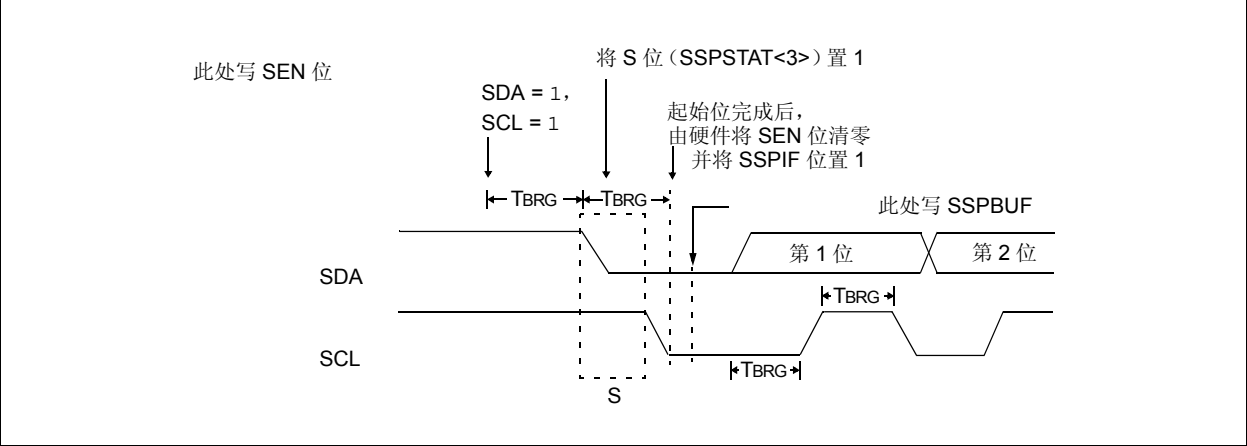 将 S 位（SSPSTAT<3>）置 1
此处写 SEN 位
SDA = 1，
SCL = 1
起始位完成后，
由硬件将 SEN 位清零
并将 SSPIF 位置 1
TBRG
TBRG
此处写 SSPBUF
第 1 位
第 2 位
SDA
TBRG
SCL
TBRG
S